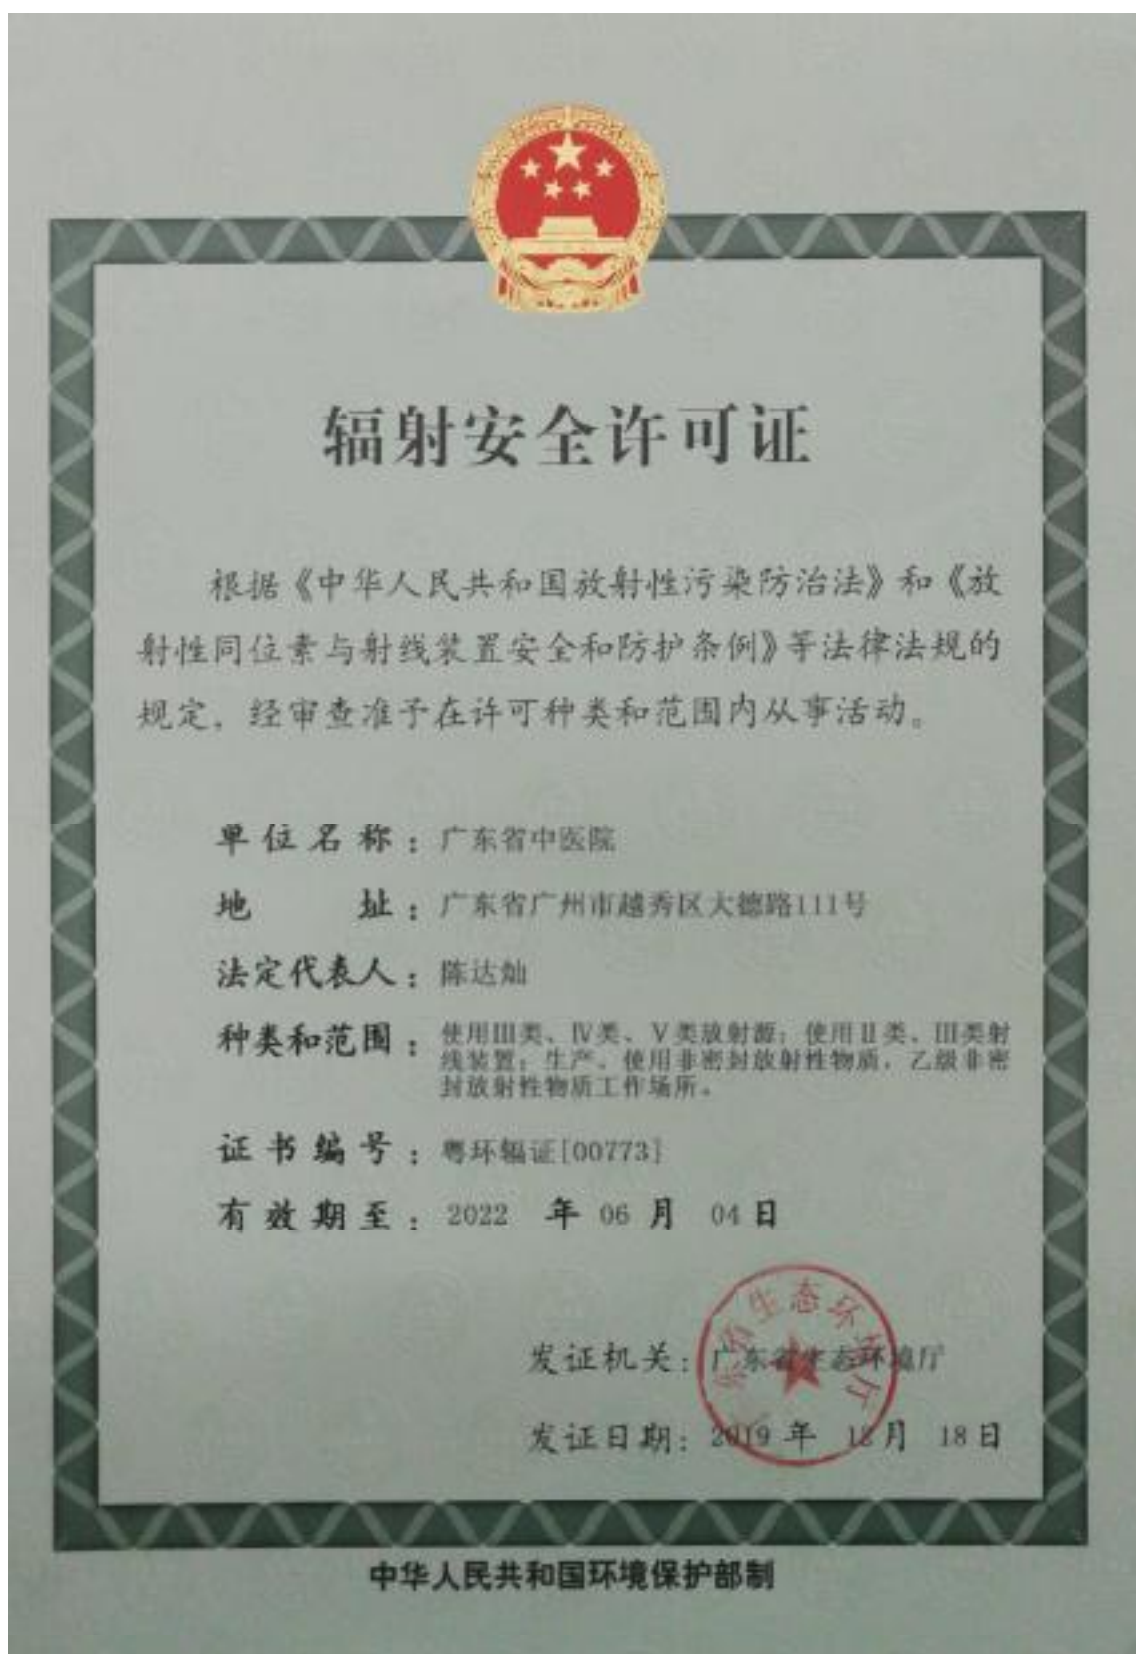 辐射安全许可证
根据《中华人民共和国放射性污染防治法》和《放
射性同位素与射线装置安全和防护条例》等法律法规的
规定，经审查准予在许可种类和范围内从事活动。
单位名称：广东省中医院
地址：广东省广州市越秀区大德路111号
法定代表人：陈达灿
种类和范围：使用Ⅲ类、Ⅳ类、Ⅴ类放射源；使用Ⅱ类、Ⅲ类射
线装置；生产、使用非密封放射性物质，乙级非密
封放射性物质工作场所。
证书编号：粤环辐证[00773]
有效期至：2022 年 06 月 04 日
东省生态环境厅
发证机关：广东省生态环境厅
发证日期：2019 年 12 月 18 日
中华人民共和国环境保护部制